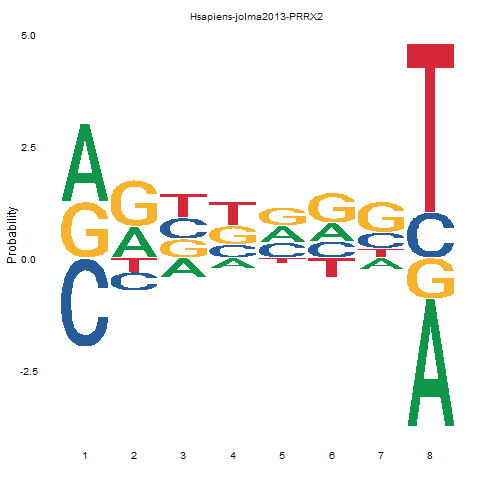 Hsapiens-jolma2013-PRRX2
5.0
2.5
0.0
-2.5
Probability
A G T T G G G T
G A C G A A C C
C T G C C C T G
C A A T T A A
1 2 3 4 5 6 7 8